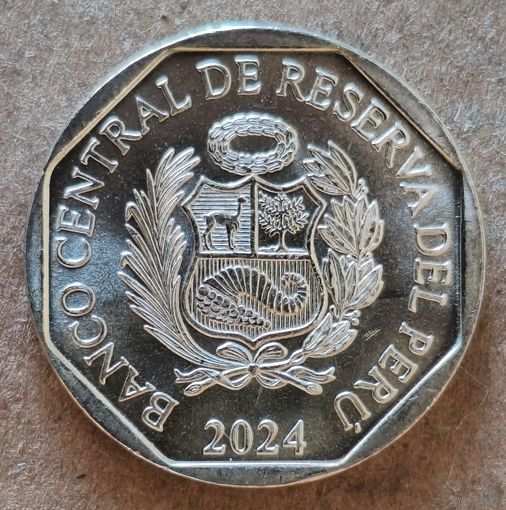 BANCO CENTRAL DE RESERVA DEL PERÚ
2024